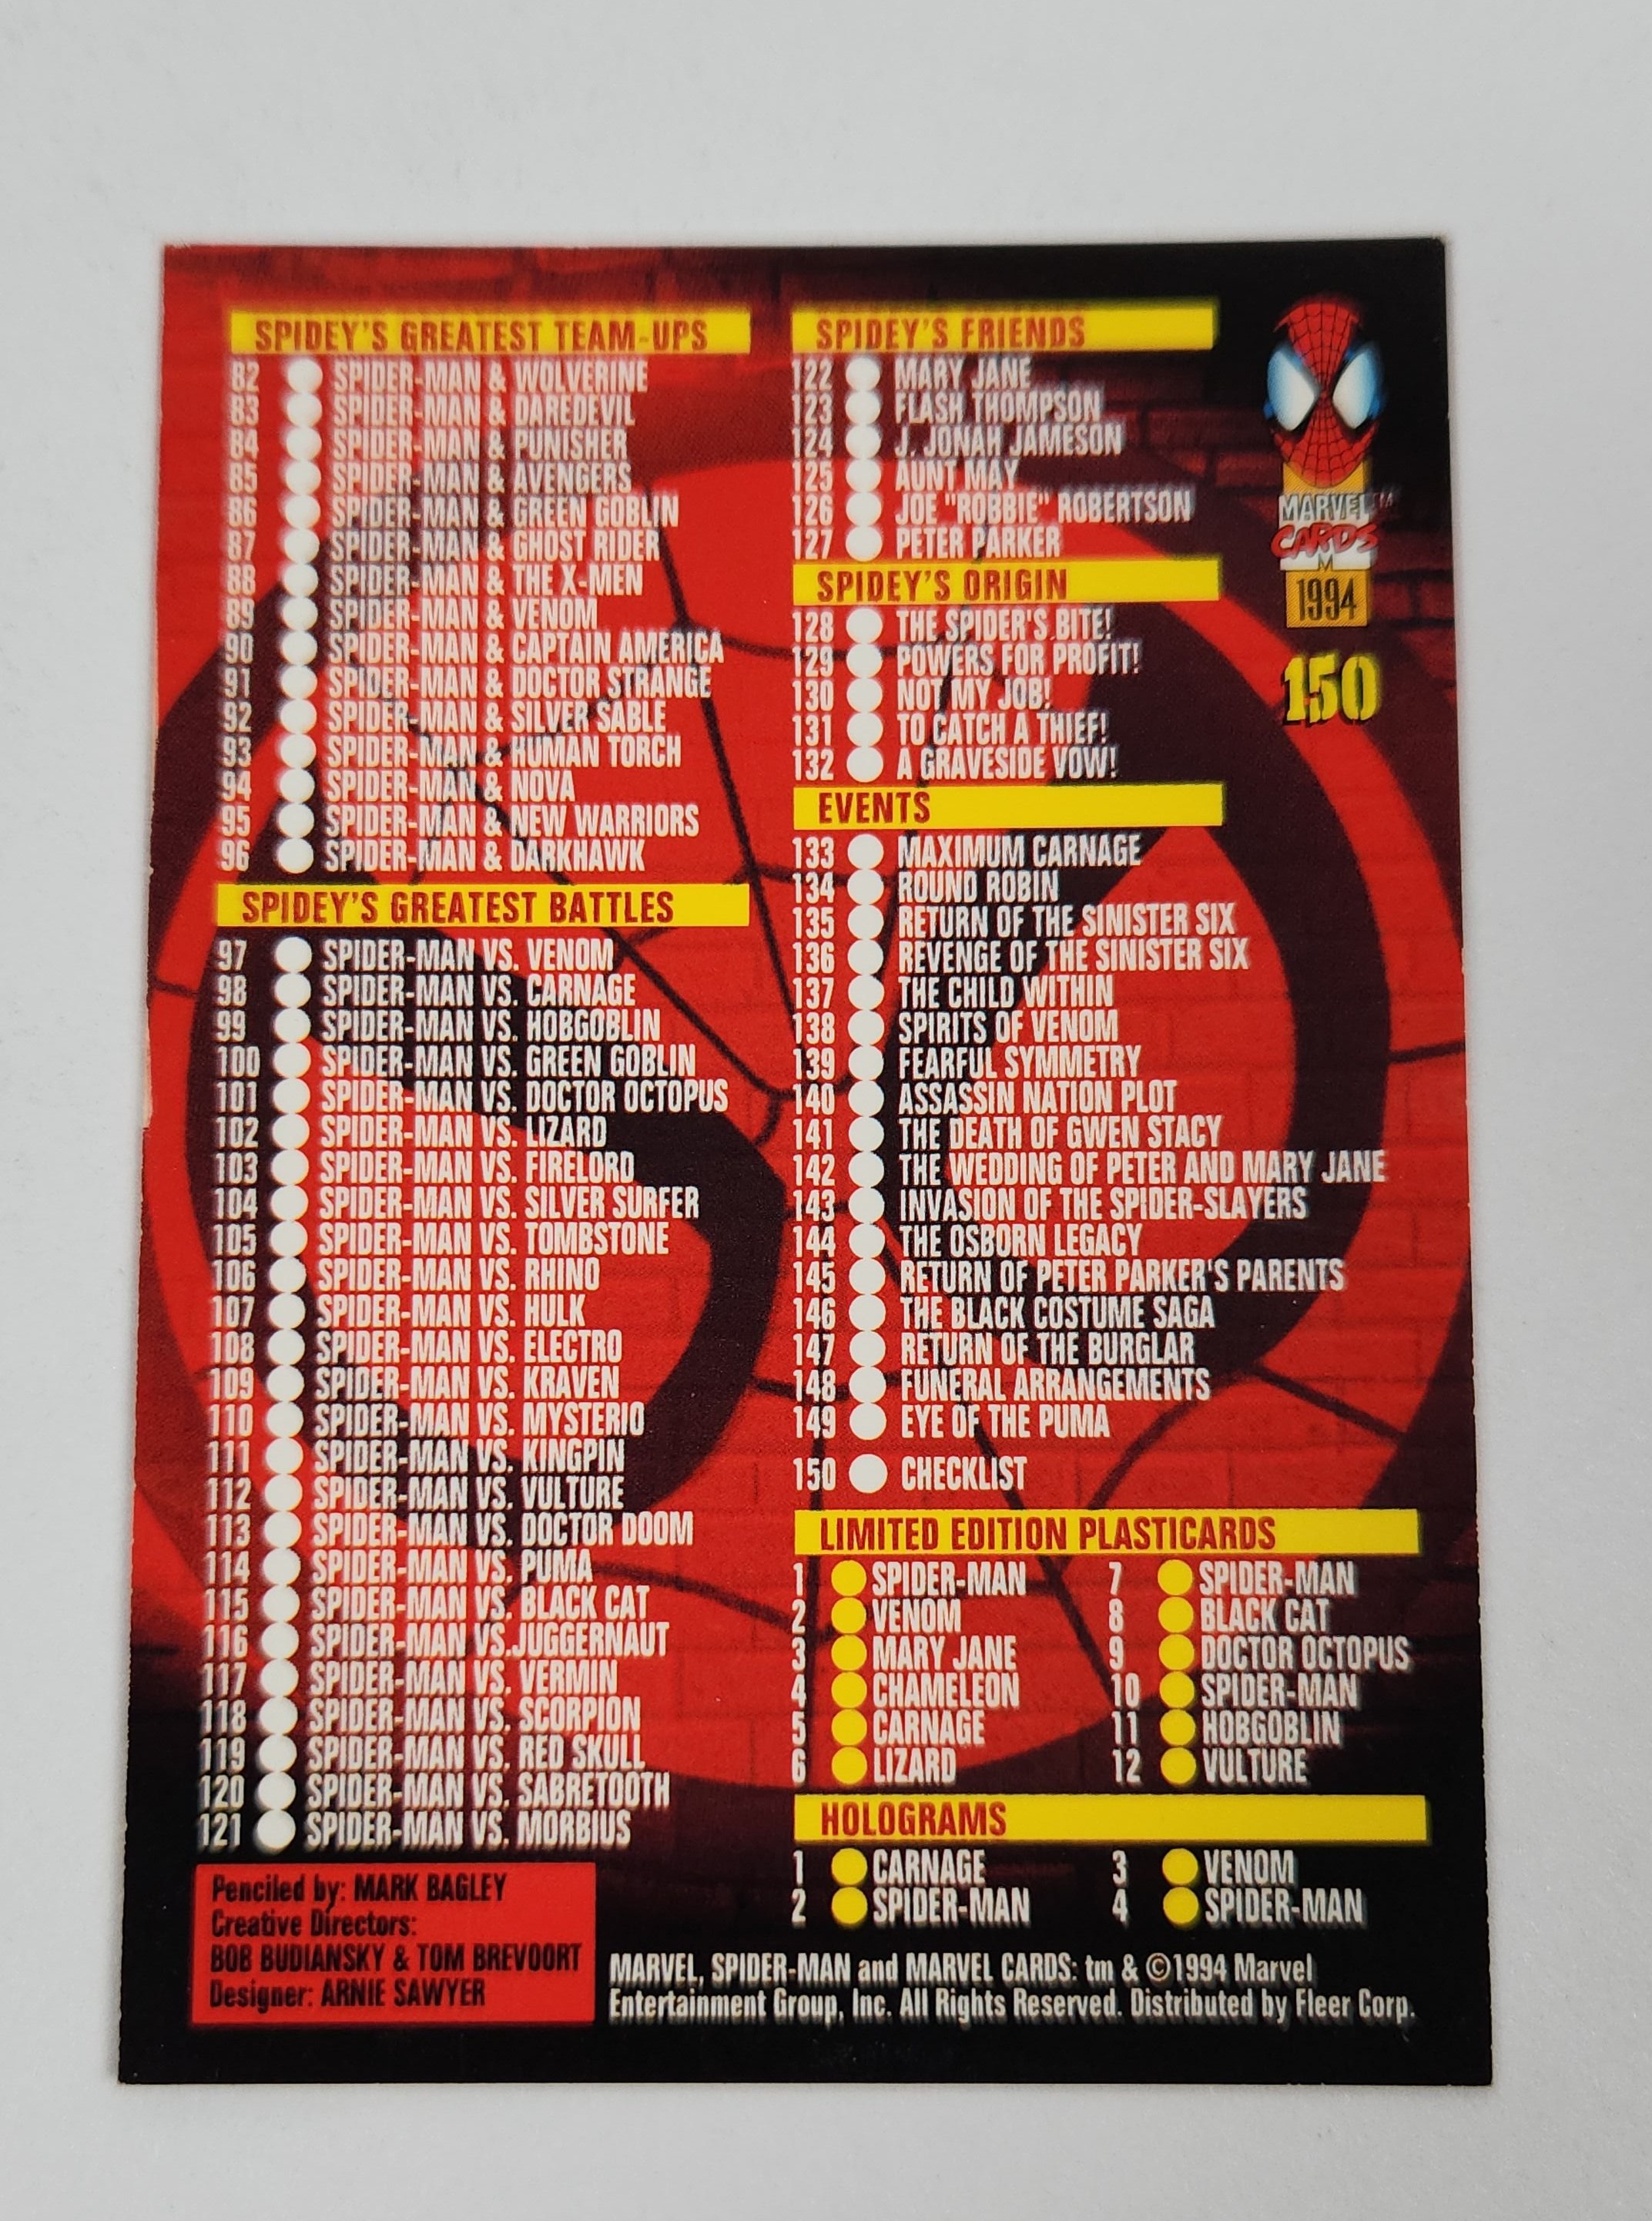 SPIDEY'S GREATEST TEAM-UPS
82 SPIDER-MAN & WOLVERINE
83 SPIDER-MAN & DAREDEVIL
84 SPIDER-MAN & PUNISHER
85 SPIDER-MAN & AVENGERS
86 SPIDER-MAN & GREEN GOBLIN
87 SPIDER-MAN & GHOST RIDER
88 SPIDER-MAN & THE X-MEN
89 SPIDER-MAN & VENOM
90 SPIDER-MAN & CAPTAIN AMERICA
91 SPIDER-MAN & DOCTOR STRANGE
92 SPIDER-MAN & SILVER SABLE
93 SPIDER-MAN & HUMAN TORCH
94 SPIDER-MAN & NOVA
95 SPIDER-MAN & NEW WARRIORS
96 SPIDER-MAN & DARKHAWK
SPIDEY'S GREATEST BATTLES
97 SPIDER-MAN VS. VENOM
98 SPIDER-MAN VS. CARNAGE
99 SPIDER-MAN VS. HOBGOBLIN
100 SPIDER-MAN VS. GREEN GOBLIN
101 SPIDER-MAN VS. DOCTOR OCTOPUS
102 SPIDER-MAN VS. LIZARD
103 SPIDER-MAN VS. FIRELORD
104 SPIDER-MAN VS. SILVER SURFER
105 SPIDER-MAN VS. TOMBSTONE
106 SPIDER-MAN VS. RHINO
107 SPIDER-MAN VS. HULK
108 SPIDER-MAN VS. ELECTRO
109 SPIDER-MAN VS. KRAVEN
110 SPIDER-MAN VS. MYSTERIO
111 SPIDER-MAN VS. KINGPIN
112 SPIDER-MAN VS. VULTURE
113 SPIDER-MAN VS. DOCTOR DOOM
114 SPIDER-MAN VS. PUMA
115 SPIDER-MAN VS. BLACK CAT
116 SPIDER-MAN VS. JUGGERNAUT
117 SPIDER-MAN VS. VERMIN
118 SPIDER-MAN VS. SCORPION
119 SPIDER-MAN VS. RED SKULL
120 SPIDER-MAN VS. SABRETOOTH
121 SPIDER-MAN VS. MORBIUS
Penciled by: MARK BAGLEY
Creative Directors:
BOB BUDIANSKY & TOM BREVOORT
Designer: ARNIE SAWYER
SPIDEY'S FRIENDS
122 MARY JANE
123 FLASH THOMPSON
124 J. JONAH JAMESON
125 AUNT MAY
126 JOE "ROBBIE" ROBERTSON
127 PETER PARKER
SPIDEY'S ORIGIN
128 THE SPIDER'S BITE!
129 POWERS FOR PROFIT!
130 NOT MY JOB!
131 TO CATCH A THIEF!
132 A GRAVESIDE VOW!
EVENTS
133 MAXIMUM CARNAGE
134 ROUND ROBIN
135 RETURN OF THE SINISTER SIX
136 REVENGE OF THE SINISTER SIX
137 THE CHILD WITHIN
138 SPIRITS OF VENOM
139 FEARFUL SYMMETRY
140 ASSASSIN NATION PLOT
141 THE DEATH OF GWEN STACY
142 THE WEDDING OF PETER AND MARY JANE
143 INVASION OF THE SPIDER-SLAYERS
144 THE OSBORN LEGACY
145 RETURN OF PETER PARKER'S PARENTS
146 THE BLACK COSTUME SAGA
147 RETURN OF THE BURGLAR
148 FUNERAL ARRANGEMENTS
149 EYE OF THE PUMA
150 CHECKLIST
LIMITED EDITION PLASTICARDS
1 SPIDER-MAN 7 SPIDER-MAN
2 VENOM 8 BLACK CAT
3 MARY JANE 9 DOCTOR OCTOPUS
4 CHAMELEON 10 SPIDER-MAN
5 CARNAGE 11 HOBGOBLIN
6 LIZARD 12 VULTURE
HOLOGRAMS
1 CARNAGE 3 VENOM
2 SPIDER-MAN 4 SPIDER-MAN
MARVEL, SPIDER-MAN and MARVEL CARDS: tm & ©1994 Marvel
Entertainment Group, Inc. All Rights Reserved. Distributed by Fleer Corp.
MARVEL™
CARDS
M
1994
150